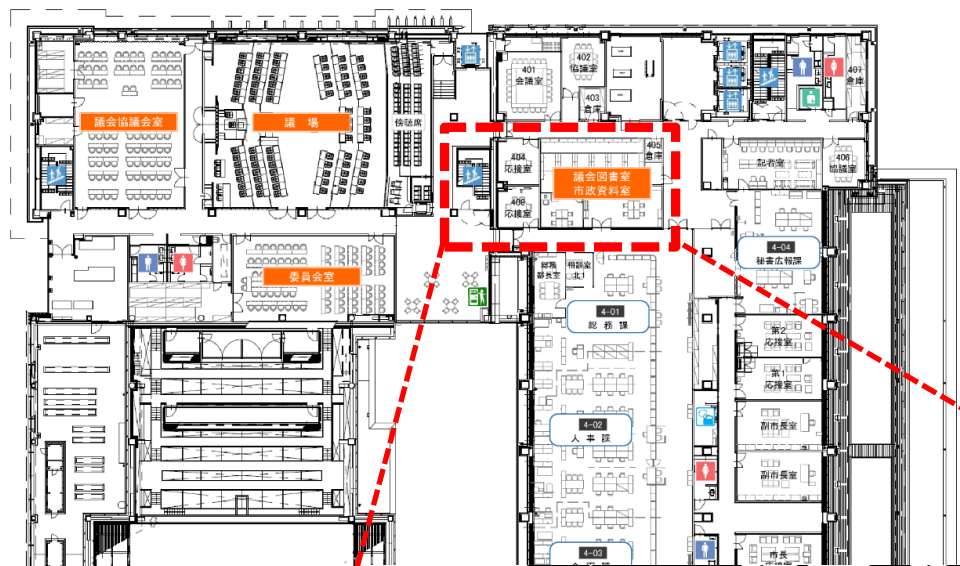 401
会議室
402
協議室
403
倉庫
407
倉庫
議会協議会室
議場
傍聴席
404
応接室
405
倉庫
議会図書室
市政資料室
408
応接室
記者室
406
協議室
4-04
秘書広報課
委員会室
総務
部長室
相談室
北1
4-01
総務課
第2
応接室
第1
応接室
4-02
人事課
副市長室
副市長室
4-03
市長